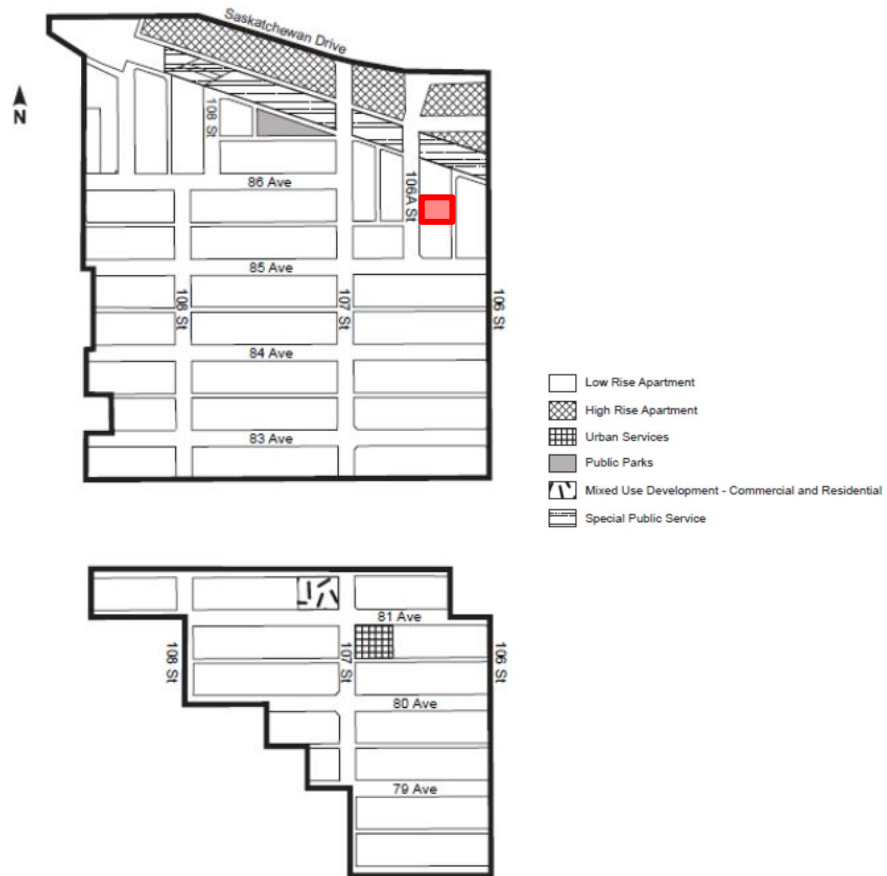 Saskatchewan Drive
N
108 St
86 Ave
106A St
85 Ave
108 St
107 St
106 St
84 Ave
83 Ave
Low Rise Apartment
High Rise Apartment
Urban Services
Public Parks
Mixed Use Development - Commercial and Residential
Special Public Service
81 Ave
108 St
107 St
106 St
80 Ave
79 Ave